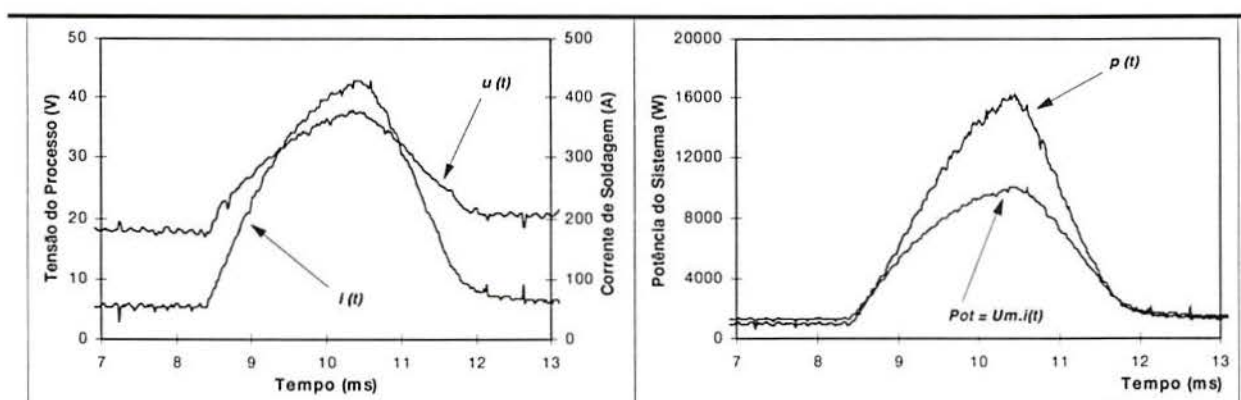 Tensão do Processo (V)
50
40
30
20
10
0
500
400
300
200
100
0
Corrente de Soldagem (A)
u (t)
i (t)
7 8 9 10 11 12 13
Tempo (ms)
Potência do Sistema (W)
20000
16000
12000
8000
4000
0
p (t)
Pot = Um.i(t)
7 8 9 10 11 12 13
Tempo (ms)